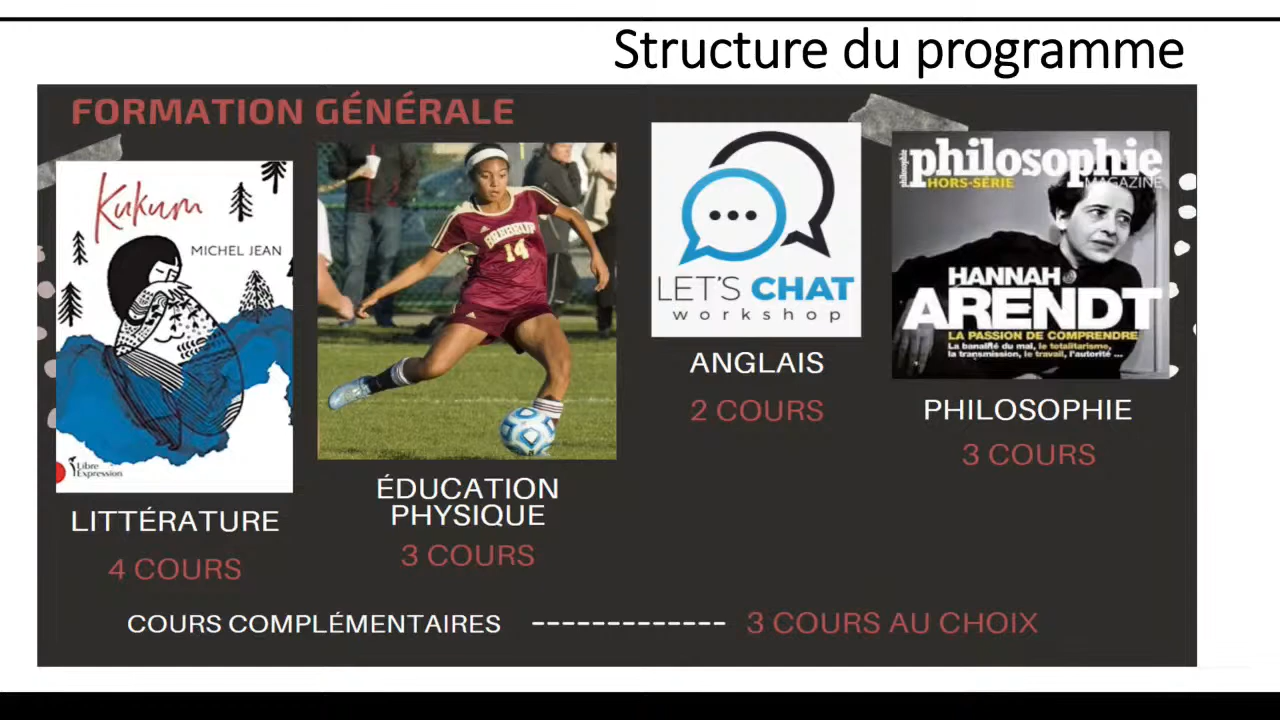 Structure du programme
FORMATION GÉNÉRALE
Kukum
MICHEL JEAN
Libre
Expression
LITTÉRATURE
4 COURS
14
ÉDUCATION
PHYSIQUE
3 COURS
LET'S CHAT
workshop
ANGLAIS
2 COURS
philosophie
HORS-SÉRIE
MAGAZINE
HANNAH
ARENDT
LA PASSION DE COMPRENDRE
La banalité du mal, le totalitarisme,
la transmission, le travail, l'autorité ...
PHILOSOPHIE
3 COURS
COURS COMPLÉMENTAIRES ------------- 3 COURS AU CHOIX